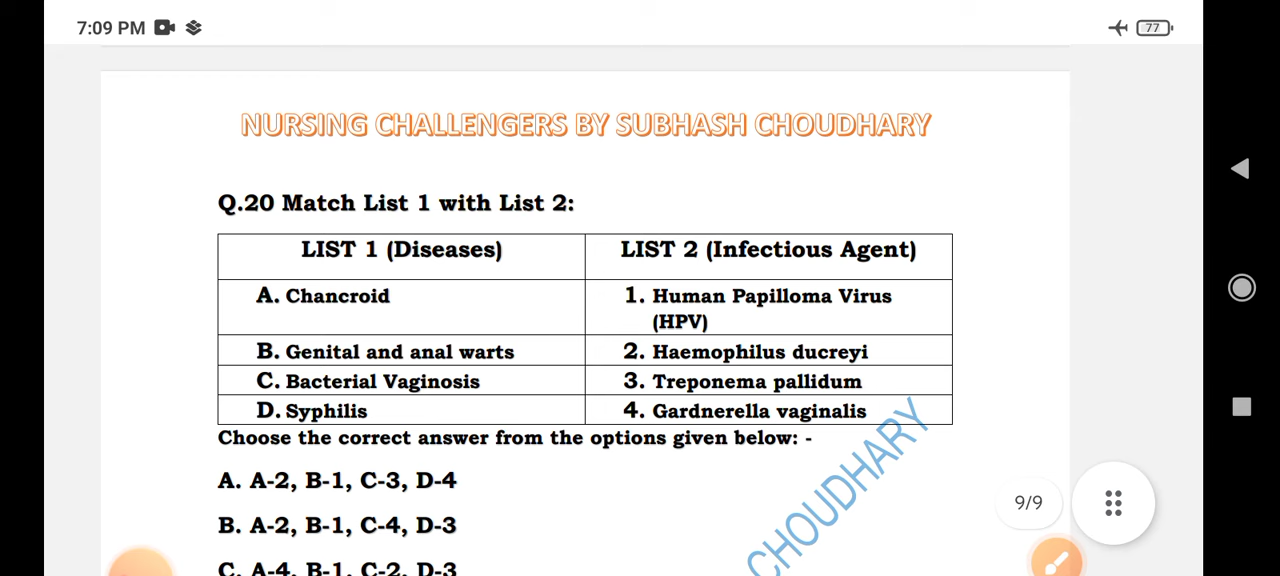 7:09 PM
77
NURSING CHALLENGERS BY SUBHASH CHOUDHARY
Q.20 Match List 1 with List 2:
LIST 1 (Diseases) LIST 2 (Infectious Agent)
A. Chancroid 1. Human Papilloma Virus
(HPV)
B. Genital and anal warts 2. Haemophilus ducreyi
C. Bacterial Vaginosis 3. Treponema pallidum
D. Syphilis 4. Gardnerella vaginalis
Choose the correct answer from the options given below: -
A. A-2, B-1, C-3, D-4
B. A-2, B-1, C-4, D-3
C. A-4, B-1, C-2, D-3
CHOUDHARY
9/9